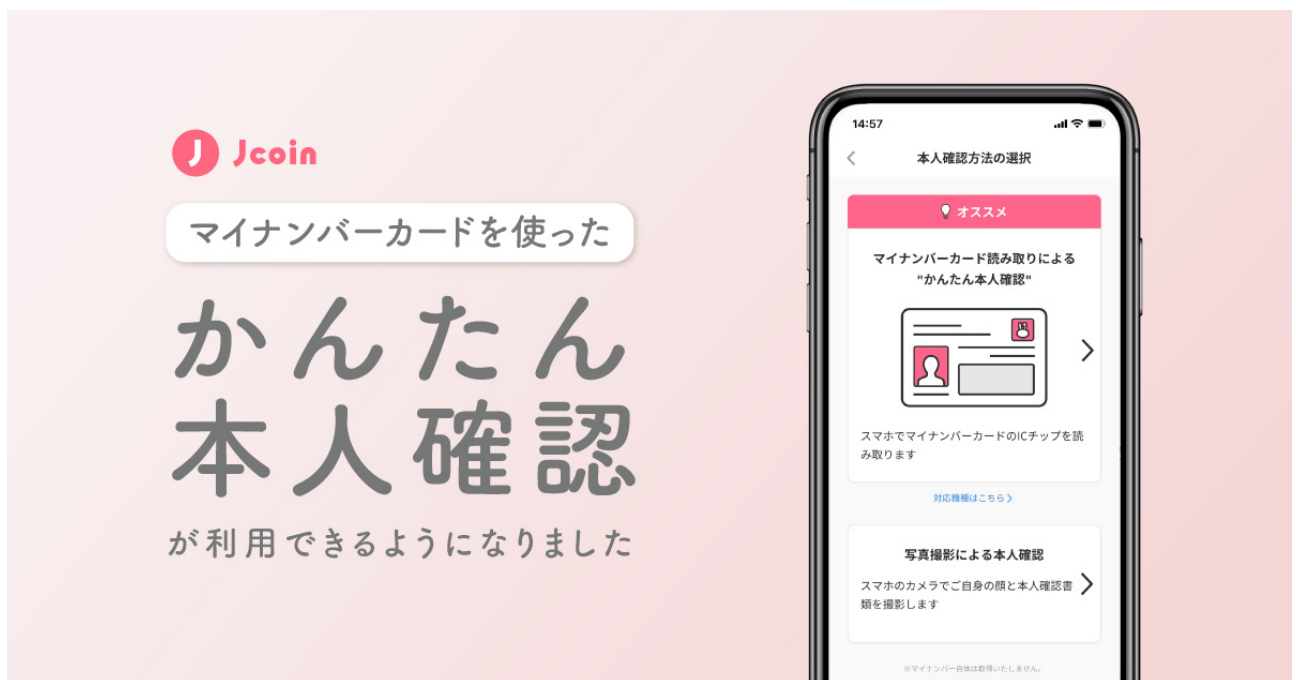 Jcoin
マイナンバーカードを使った
かんたん
本人確認
が利用できるようになりました
14:57
本人確認方法の選択
オススメ
マイナンバーカード読み取りによる
"かんたん本人確認"
スマホでマイナンバーカードのICチップを読
み取ります
対応機種はこちら
写真撮影による本人確認
スマホのカメラでご自身の顔と本人確認書
類を撮影します
※マイナンバー自体は取得いたしません。